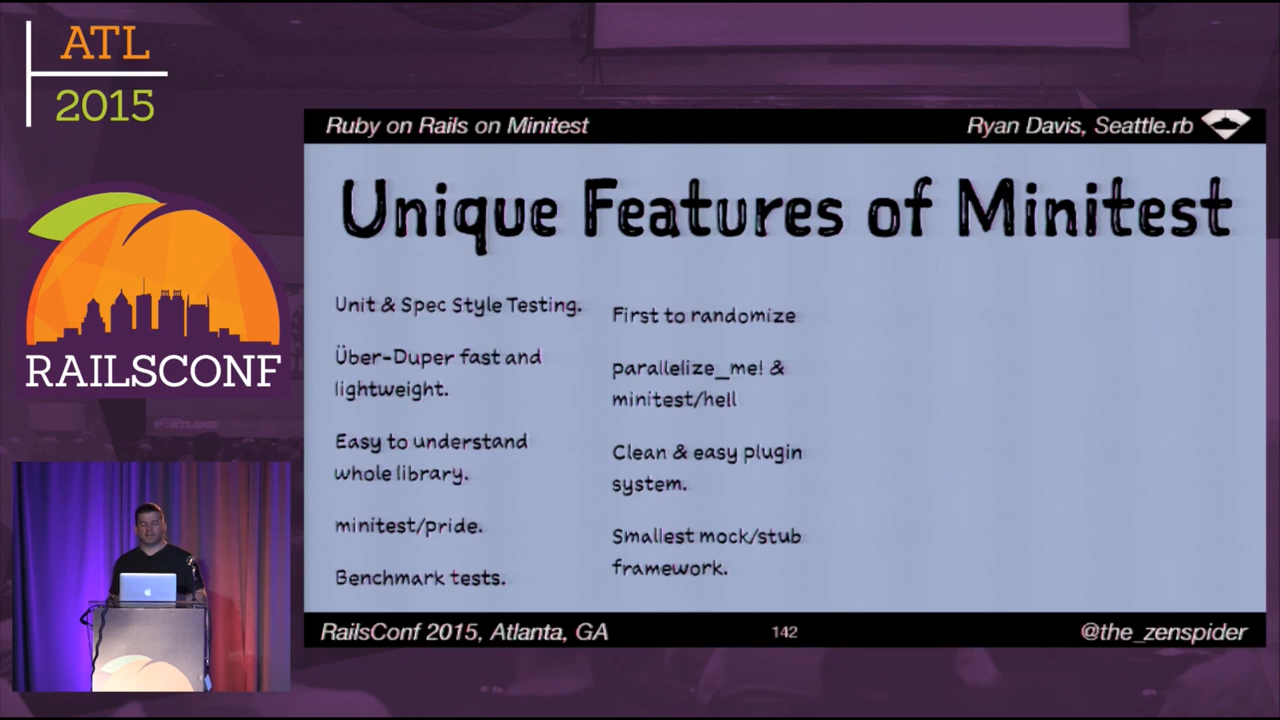 ATL
2015
RAILSCONF
Ruby on Rails on Minitest
Ryan Davis, Seattle.rb
Unique Features of Minitest
Unit & Spec Style Testing.
Über-Duper fast and
lightweight.
Easy to understand
whole library.
minitest/pride.
Benchmark tests.
First to randomize
parallelize_me! &
minitest/hell
Clean & easy plugin
system.
Smallest mock/stub
framework.
RailsConf 2015, Atlanta, GA
142
@the_zenspider